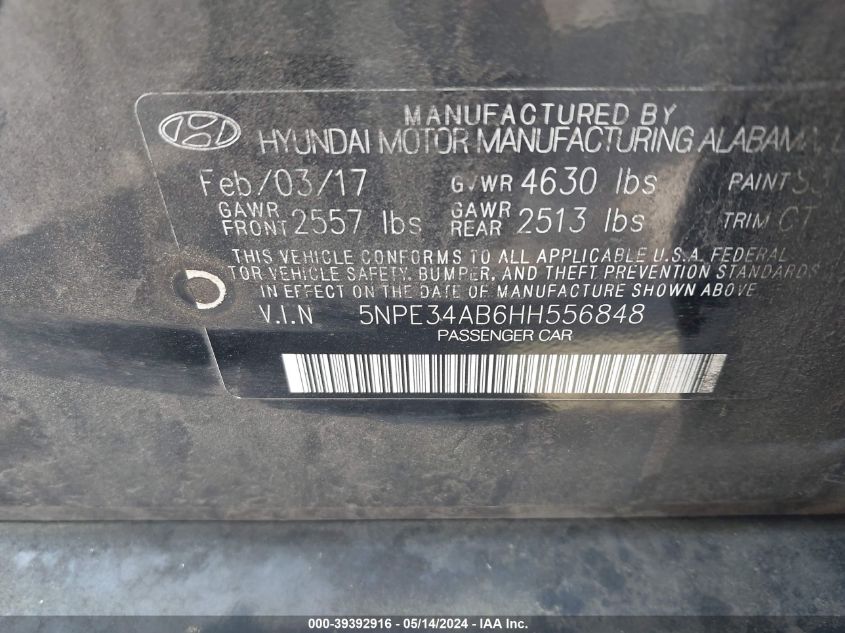 MANUFACTURED BY
HYUNDAI MOTOR MANUFACTURING ALABAMA,
Feb/03/17 GVWR 4630 lbs PAINT
GAWR FRONT 2557 lbs GAWR REAR 2513 lbs TRIM CT
THIS VEHICLE CONFORMS TO ALL APPLICABLE U.S.A. FEDERAL
TOR VEHICLE SAFETY, BUMPER, AND THEFT PREVENTION STANDARDS
IN EFFECT ON THE DATE OF MANUFACTURE SHOWN ABOVE.
V.I.N 5NPE34AB6HH556848
PASSENGER CAR
000-39392916 - 05/14/2024 - IAA Inc.